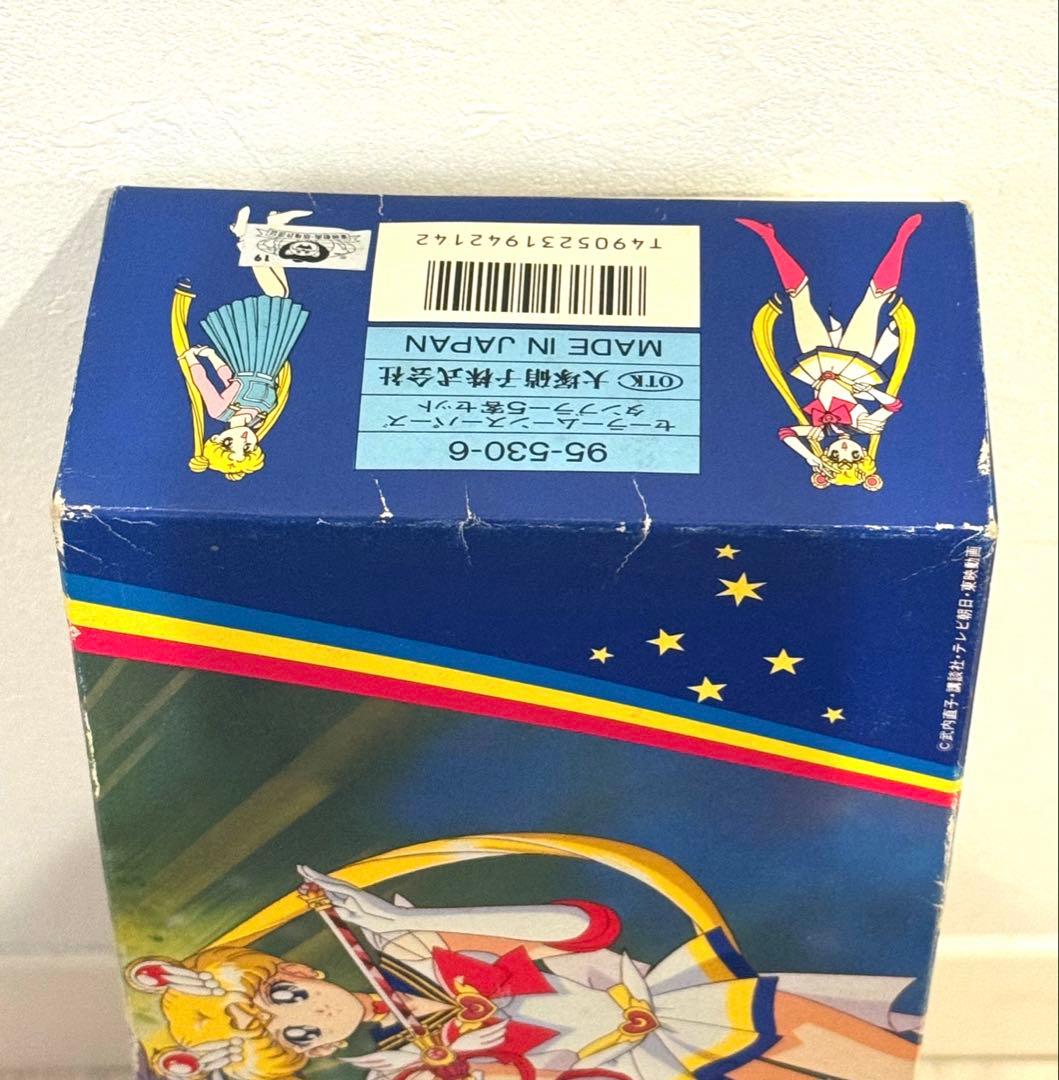 95-530-6
セーラームーンスーパーズ
タンブラー5客セット
OTK 大塚硝子株式会社
MADE IN JAPAN
T4905231942142
19
©武内直子・講談社・テレビ朝日・東映動画